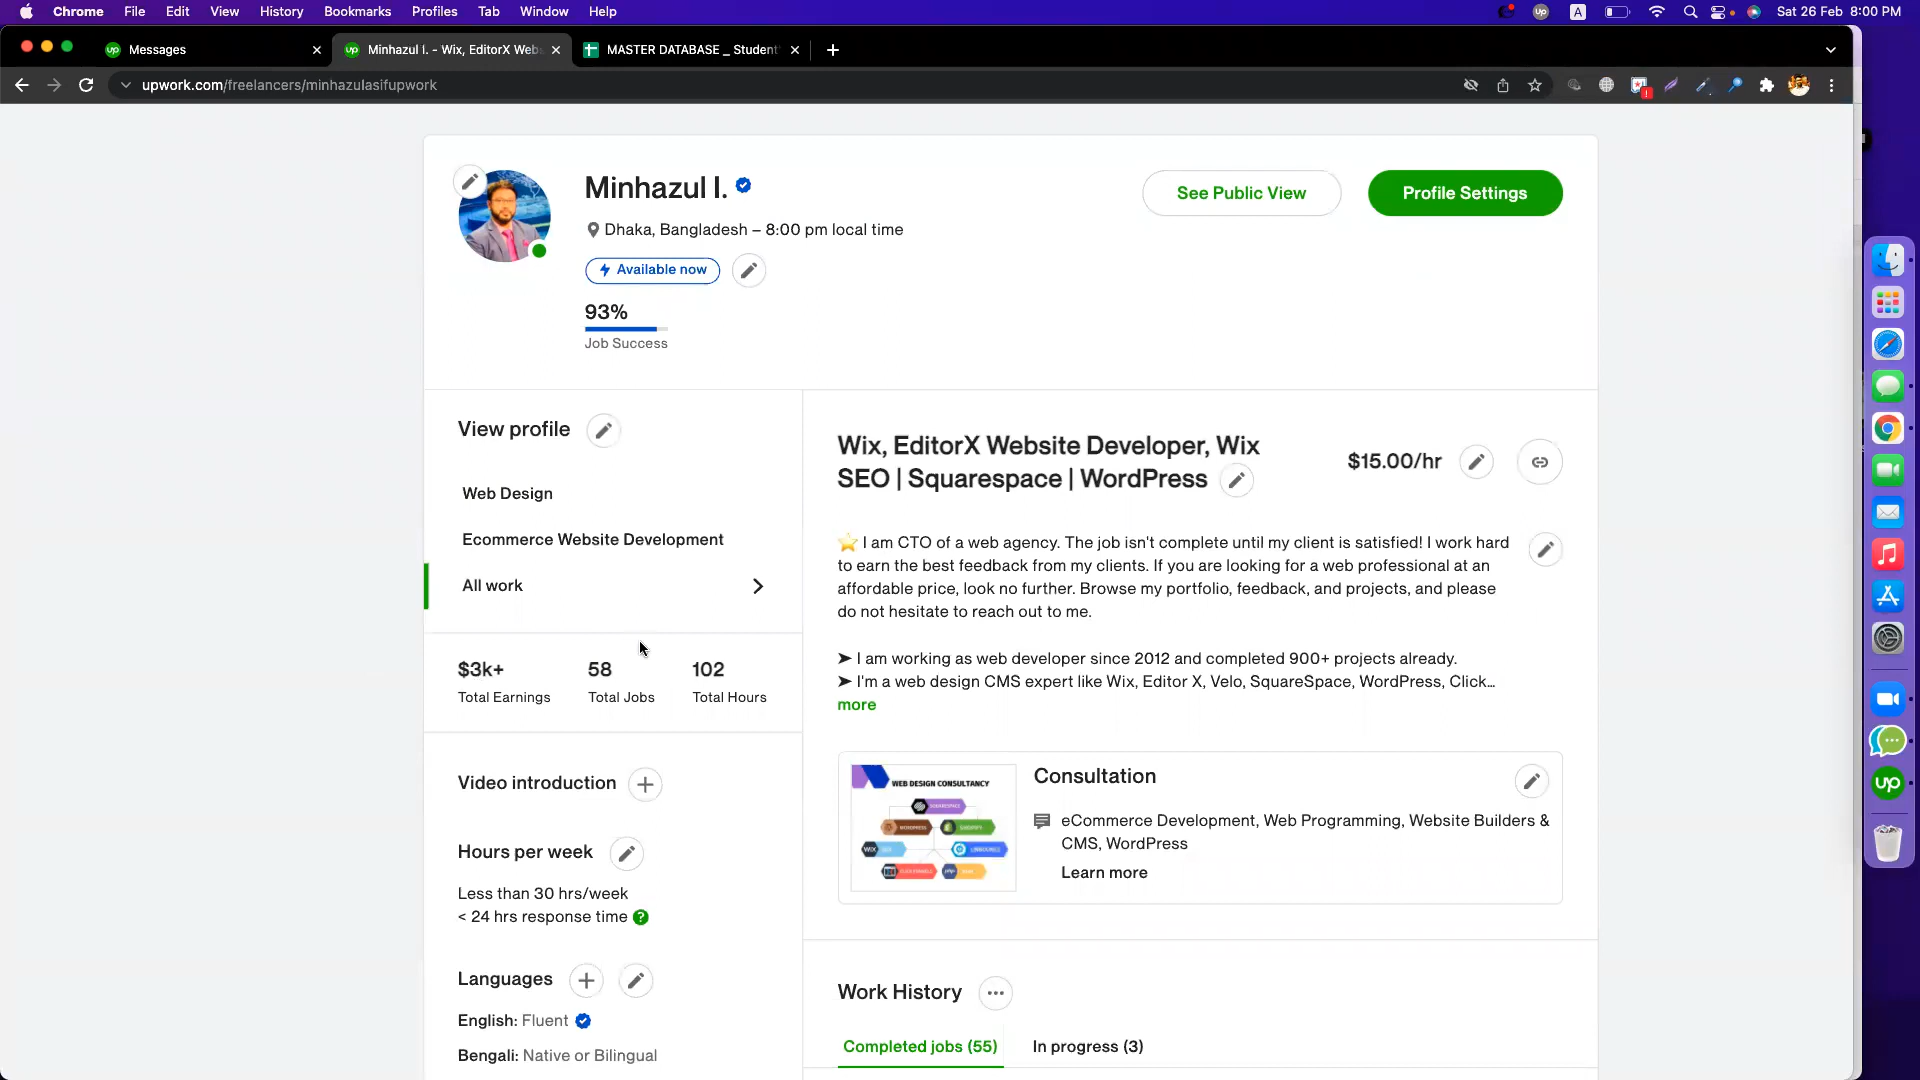 Chrome File Edit View History Bookmarks Profiles Tab Window Help
A Sat 26 Feb 8:00 PM
Messages
Minhazul I. - Wix, EditorX Web
MASTER DATABASE _ Student
upwork.com/freelancers/minhazulasifupwork
Minhazul I.
Dhaka, Bangladesh – 8:00 pm local time
Available now
93%
Job Success
See Public View
Profile Settings
View profile
Web Design
Ecommerce Website Development
All work
$3k+ 58 102
Total Earnings Total Jobs Total Hours
Video introduction
Hours per week
Less than 30 hrs/week
< 24 hrs response time
Languages
English: Fluent
Bengali: Native or Bilingual
Wix, EditorX Website Developer, Wix
SEO | Squarespace | WordPress
$15.00/hr
⭐ I am CTO of a web agency. The job isn't complete until my client is satisfied! I work hard
to earn the best feedback from my clients. If you are looking for a web professional at an
affordable price, look no further. Browse my portfolio, feedback, and projects, and please
do not hesitate to reach out to me.
➤ I am working as web developer since 2012 and completed 900+ projects already.
➤ I'm a web design CMS expert like Wix, Editor X, Velo, SquareSpace, WordPress, Click...
more
WEB DESIGN CONSULTANCY
SQUARESPACE
WORDPRESS
SHOPIFY
WIX
Consultation
eCommerce Development, Web Programming, Website Builders &
CMS, WordPress
Learn more
Work History
Completed jobs (55)
In progress (3)
up